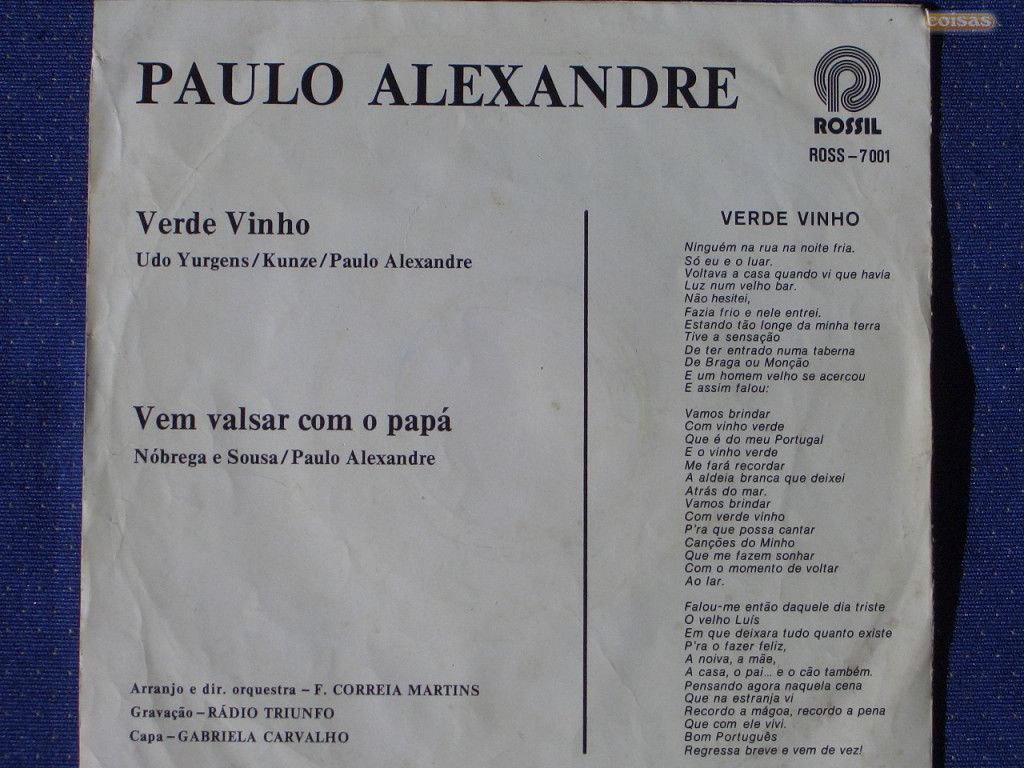 coisas
PAULO ALEXANDRE
ROSSIL
ROSS – 7001
Verde Vinho
Udo Yurgens/Kunze/Paulo Alexandre
Vem valsar com o papá
Nóbrega e Sousa/Paulo Alexandre
Arranjo e dir. orquestra – F. CORREIA MARTINS
Gravação – RÁDIO TRIUNFO
Capa – GABRIELA CARVALHO
VERDE VINHO
Ninguém na rua na noite fria.
Só eu e o luar.
Voltava a casa quando vi que havia
Luz num velho bar.
Não hesitei,
Fazia frio e nele entrei.
Estando tão longe da minha terra
Tive a sensação
De ter entrado numa taberna
De Braga ou Monção
E um homem velho se acercou
E assim falou:
Vamos brindar
Com vinho verde
Que é do meu Portugal
E o vinho verde
Me fará recordar
A aldeia branca que deixei
Atrás do mar.
Vamos brindar
Com verde vinho
P'ra que possa cantar
Canções do Minho
Que me fazem sonhar
Com o momento de voltar
Ao lar.
Falou-me então daquele dia triste
O velho Luís
Em que deixara tudo quanto existe
P'ra o fazer feliz,
A noiva, a mãe,
A casa, o pai... e o cão também.
Pensando agora naquela cena
Que na estranja vi
Recordo a mágoa, recordo a pena
Que com ele vivi.
Bom Português
Regressa breve e vem de vez!